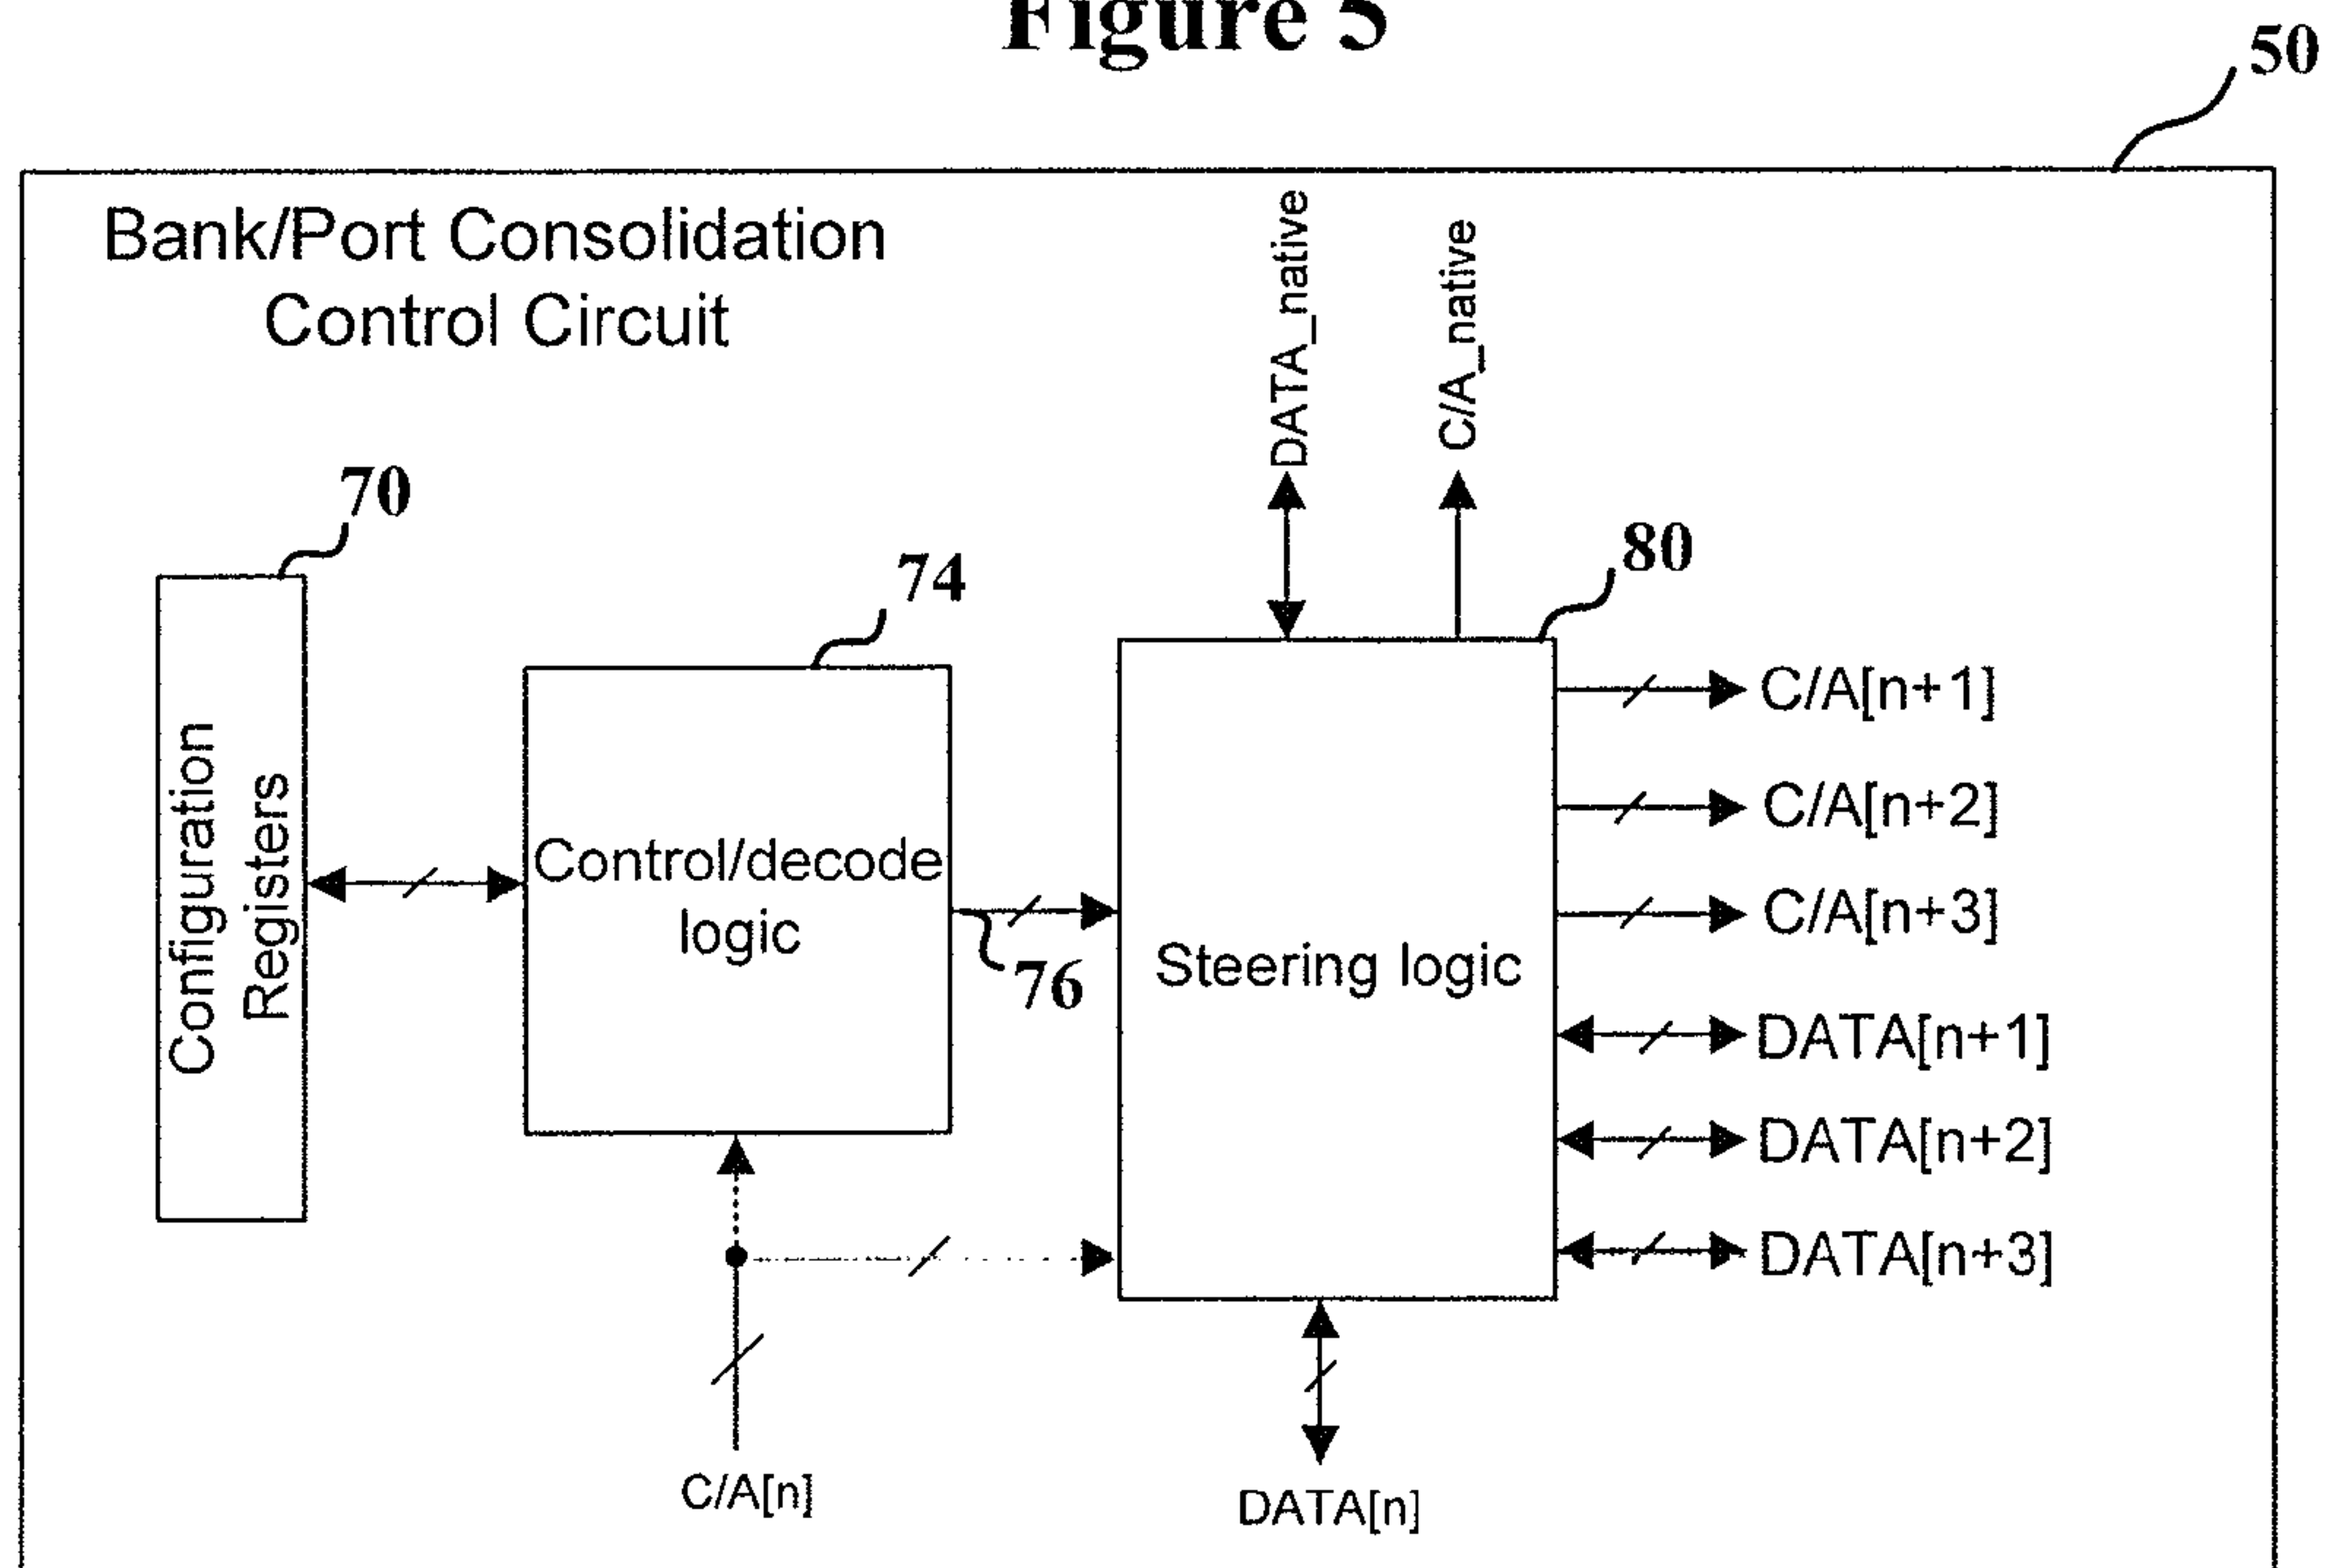 Figure 5
50
Bank/Port Consolidation
Control Circuit
DATA_native
C/A_native
70
74
80
Configuration
Registers
Control/decode
logic
76
Steering logic
C/A[n+1]
C/A[n+2]
C/A[n+3]
DATA[n+1]
DATA[n+2]
DATA[n+3]
C/A[n]
DATA[n]